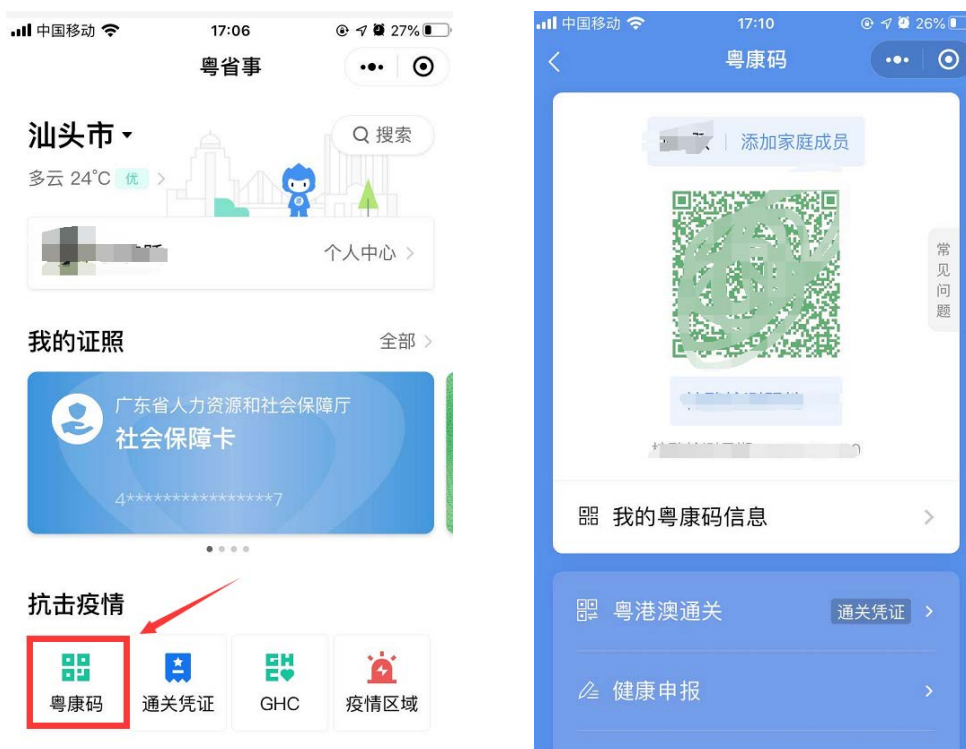 中国移动 17:06 27%
粤省事
汕头市
搜索
多云 24°C 优
个人中心
我的证照 全部
广东省人力资源和社会保障厅
社会保障卡
4****************7
抗击疫情
粤康码 通关凭证 GHC 疫情区域
中国移动 17:10 26%
粤康码
添加家庭成员
常见问题
我的粤康码信息
粤港澳通关 通关凭证
健康申报